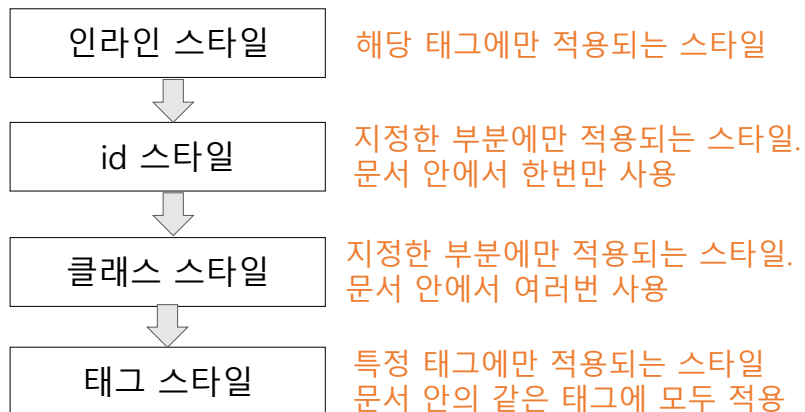 인라인 스타일
해당 태그에만 적용되는 스타일
id 스타일
지정한 부분에만 적용되는 스타일.
문서 안에서 한번만 사용
클래스 스타일
지정한 부분에만 적용되는 스타일.
문서 안에서 여러번 사용
태그 스타일
특정 태그에만 적용되는 스타일
문서 안의 같은 태그에 모두 적용